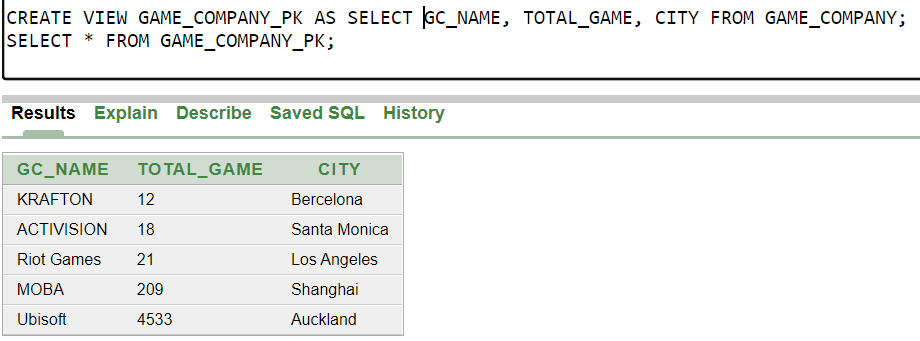 CREATE VIEW GAME_COMPANY_PK AS SELECT GC_NAME, TOTAL_GAME, CITY FROM GAME_COMPANY;
SELECT * FROM GAME_COMPANY_PK;
Results Explain Describe Saved SQL History
GC_NAME TOTAL_GAME CITY
KRAFTON 12 Bercelona
ACTIVISION 18 Santa Monica
Riot Games 21 Los Angeles
MOBA 209 Shanghai
Ubisoft 4533 Auckland